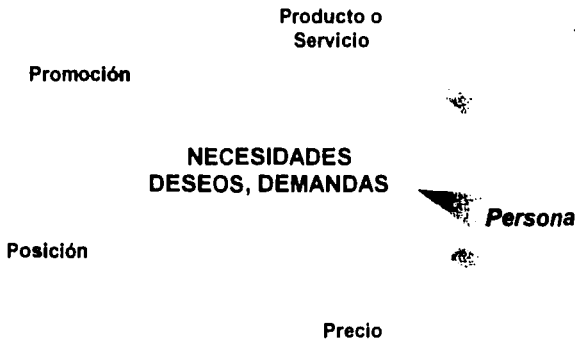 Producto o
Servicio
Promoción
NECESIDADES
DESEOS, DEMANDAS
Persona
Posición
Precio